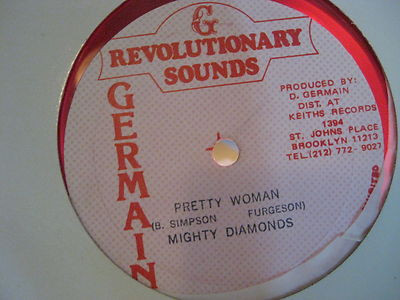 G
REVOLUTIONARY
SOUNDS
GERMAIN
PRODUCED BY:
D. GERMAIN
DIST. AT
KEITHS RECORDS
1394
ST. JOHNS PLACE
BROOKLYN 11213
TEL.(212) 772-9027
PRETTY WOMAN
(B. SIMPSON FURGESON)
MIGHTY DIAMONDS